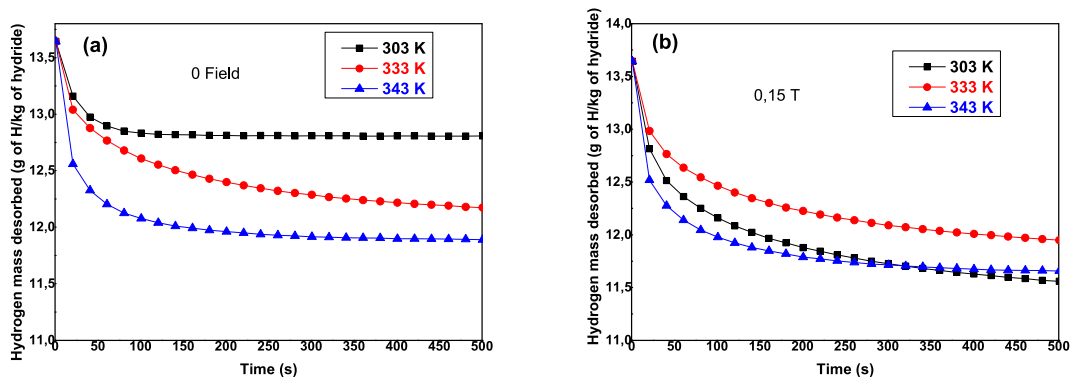 (a)
0 Field
303 K
333 K
343 K
13,5
13,0
12,5
12,0
11,5
11,0
0 50 100 150 200 250 300 350 400 450 500
Time (s)
Hydrogen mass desorbed (g of H/kg of hydride)
(b)
0,15 T
303 K
333 K
343 K
14,0
13,5
13,0
12,5
12,0
11,5
11,0
0 50 100 150 200 250 300 350 400 450 500
Time (s)
Hydrogen mass desorbed (g of H/kg of hydride)